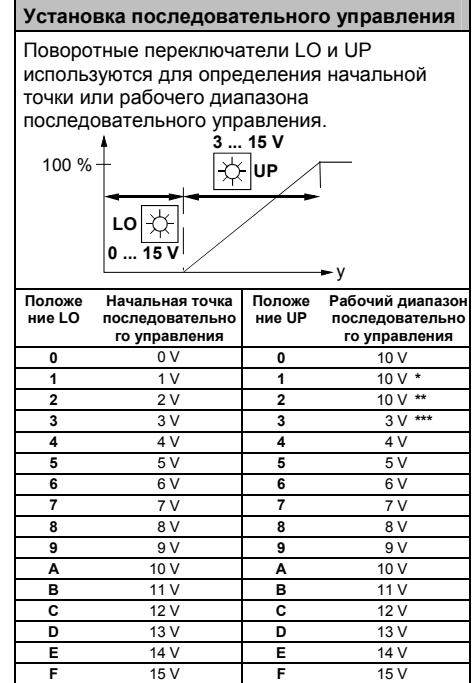 Установка последовательного управления
Поворотные переключатели LO и UP
используются для определения начальной
точки или рабочего диапазона
последовательного управления.
3 ... 15 V
100 %
UP
LO
0 ... 15 V
y
Положе ние LO Начальная точка последовательно го управления Положе ние UP Рабочий диапазон последовательно го управления
0 0 V 0 10 V
1 1 V 1 10 V *
2 2 V 2 10 V **
3 3 V 3 3 V ***
4 4 V 4 4 V
5 5 V 5 5 V
6 6 V 6 6 V
7 7 V 7 7 V
8 8 V 8 8 V
9 9 V 9 9 V
A 10 V A 10 V
B 11 V B 11 V
C 12 V C 12 V
D 13 V D 13 V
E 14 V E 14 V
F 15 V F 15 V